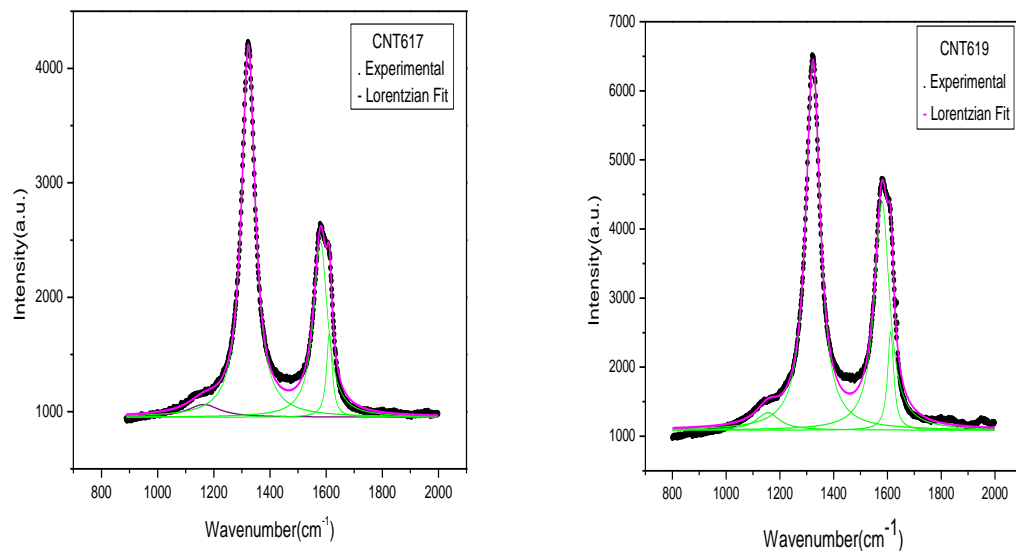 CNT617
. Experimental
- Lorentzian Fit
4000
3000
2000
1000
Intensity(a.u.)
800 1000 1200 1400 1600 1800 2000
Wavenumber(cm-1)
CNT619
. Experimental
- Lorentzian Fit
7000
6000
5000
4000
3000
2000
1000
Intensity(a.u.)
800 1000 1200 1400 1600 1800 2000
Wavenumber(cm-1)